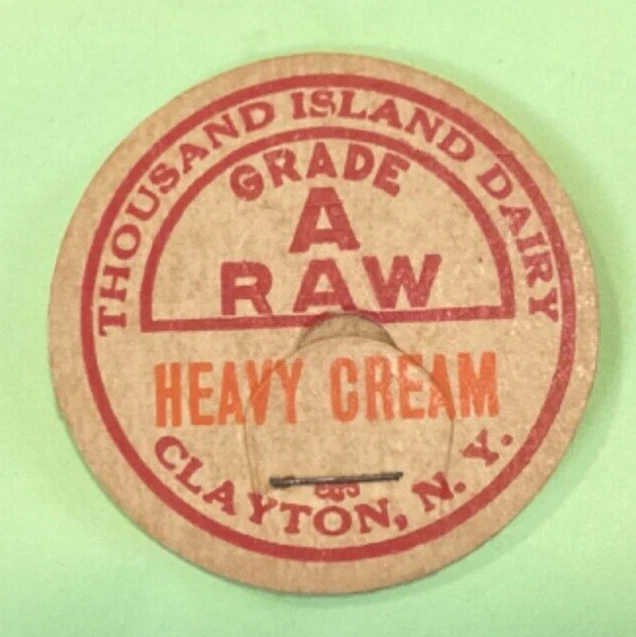 THOUSAND ISLAND DAIRY
GRADE
A
RAW
HEAVY CREAM
CLAYTON, N. Y.